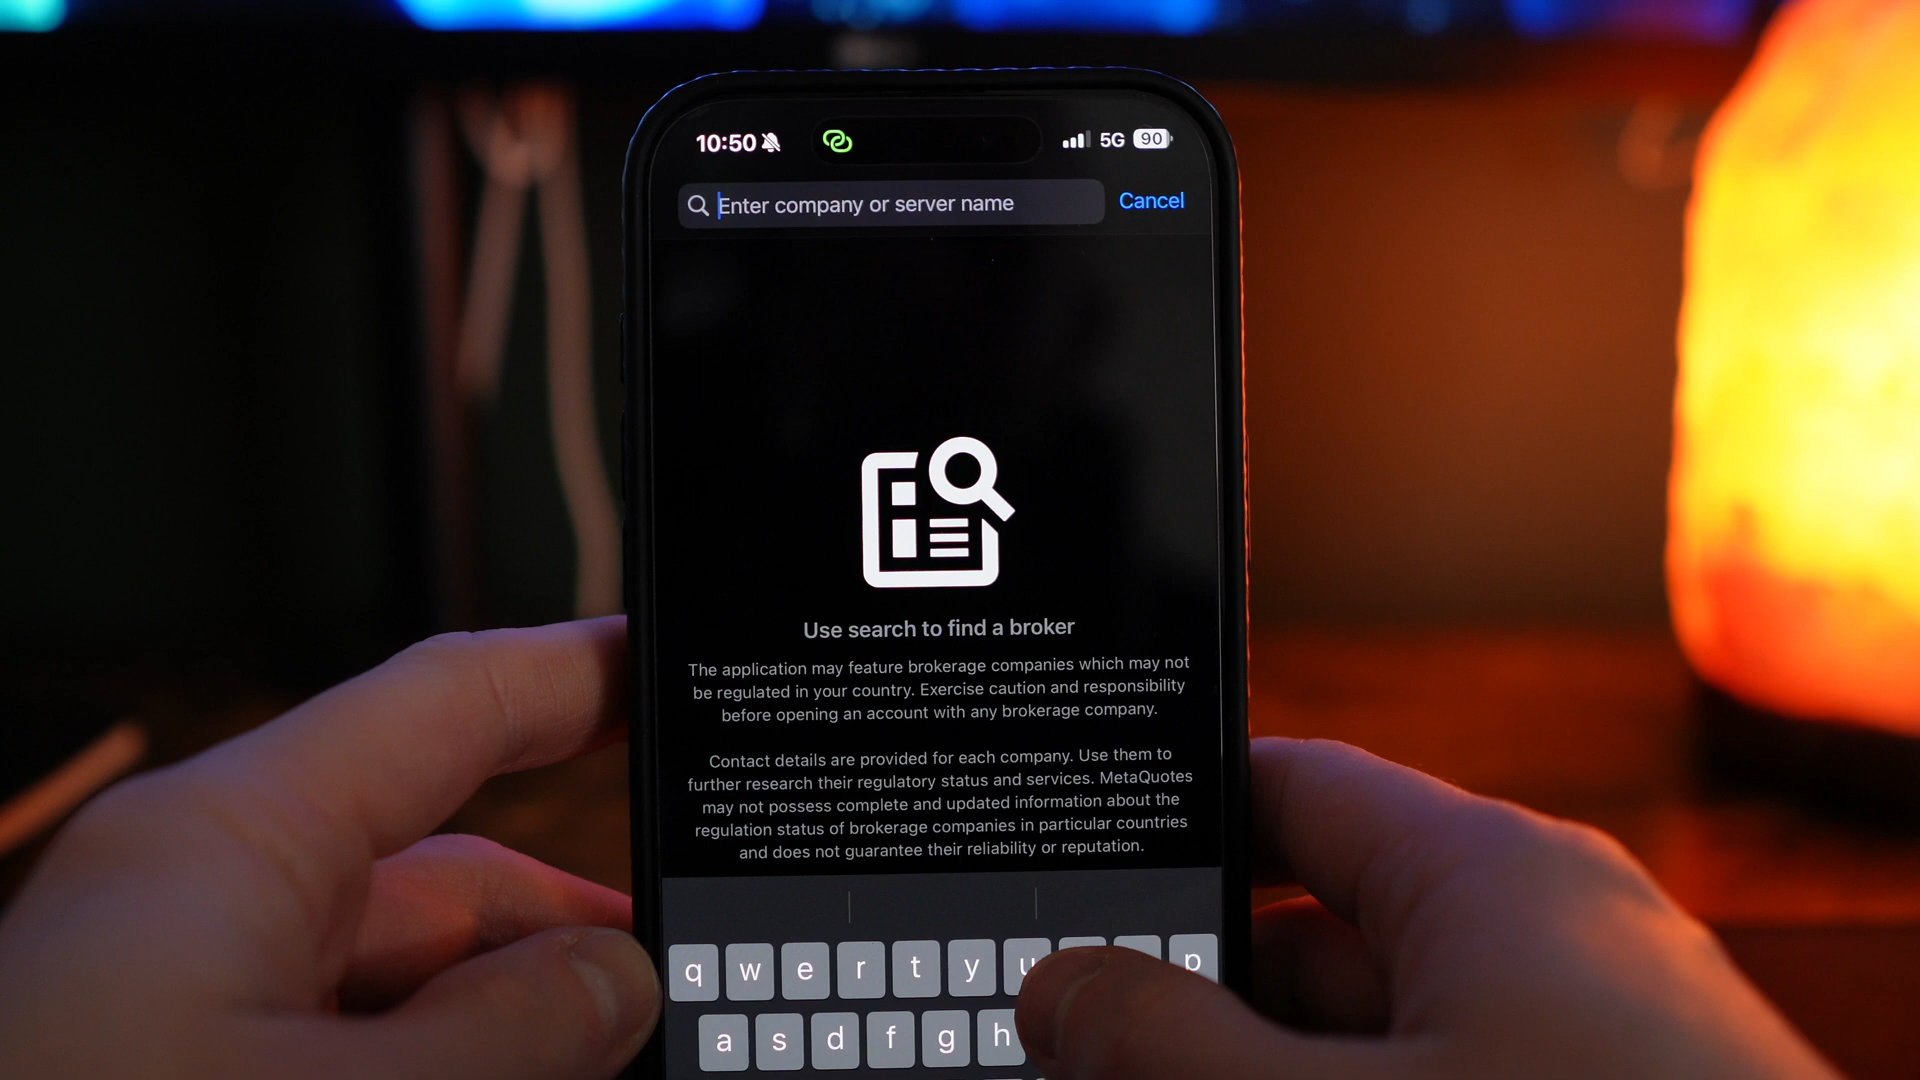 10:50 5G 90
Enter company or server name Cancel
Use search to find a broker
The application may feature brokerage companies which may not
be regulated in your country. Exercise caution and responsibility
before opening an account with any brokerage company.
Contact details are provided for each company. Use them to
further research their regulatory status and services. MetaQuotes
may not possess complete and updated information about the
regulation status of brokerage companies in particular countries
and does not guarantee their reliability or reputation.
q w e r t y u p
a s d f g h